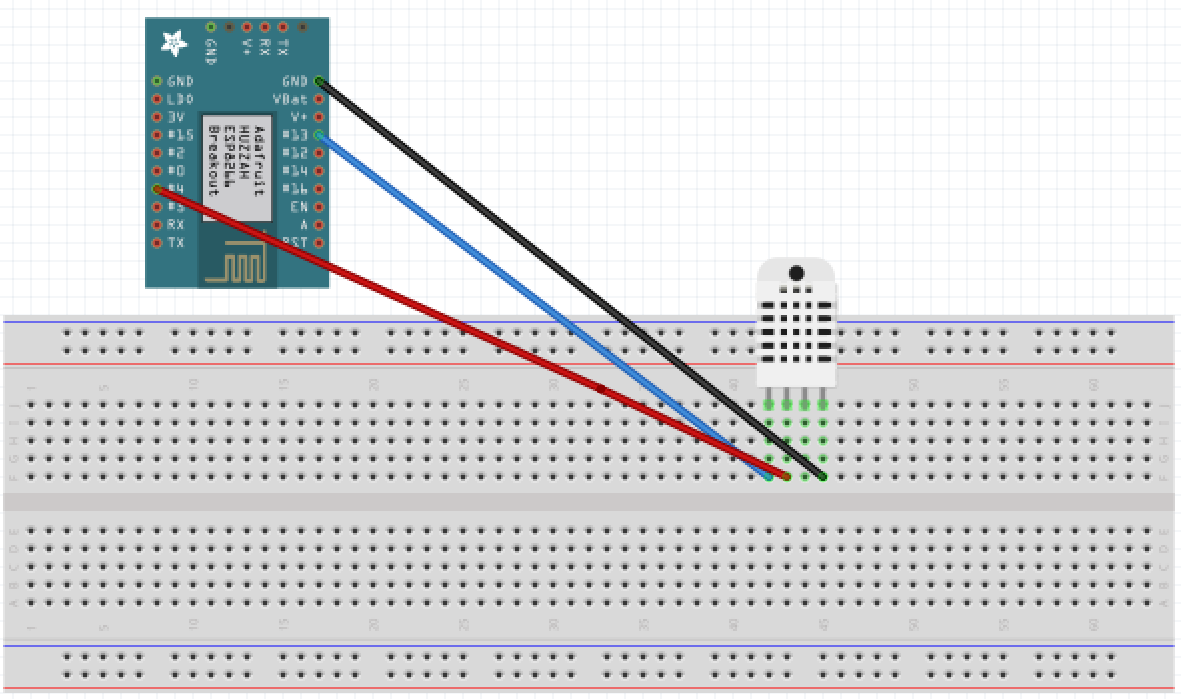 GND V+ RX TX
GND GND
LDO VBat
3V V+
#15 #13
#2 #12
#0 #14
#4 #16
#5 EN
RX A
TX RST
Adafruit
HUZZAH
ESP8266
Breakout
1 5 10 15 20 25 30 35 40 50 55 60
J J
I I
H H
G G
F F
E E
D D
C C
B B
A A
1 5 10 15 20 25 30 35 40 45 50 55 60